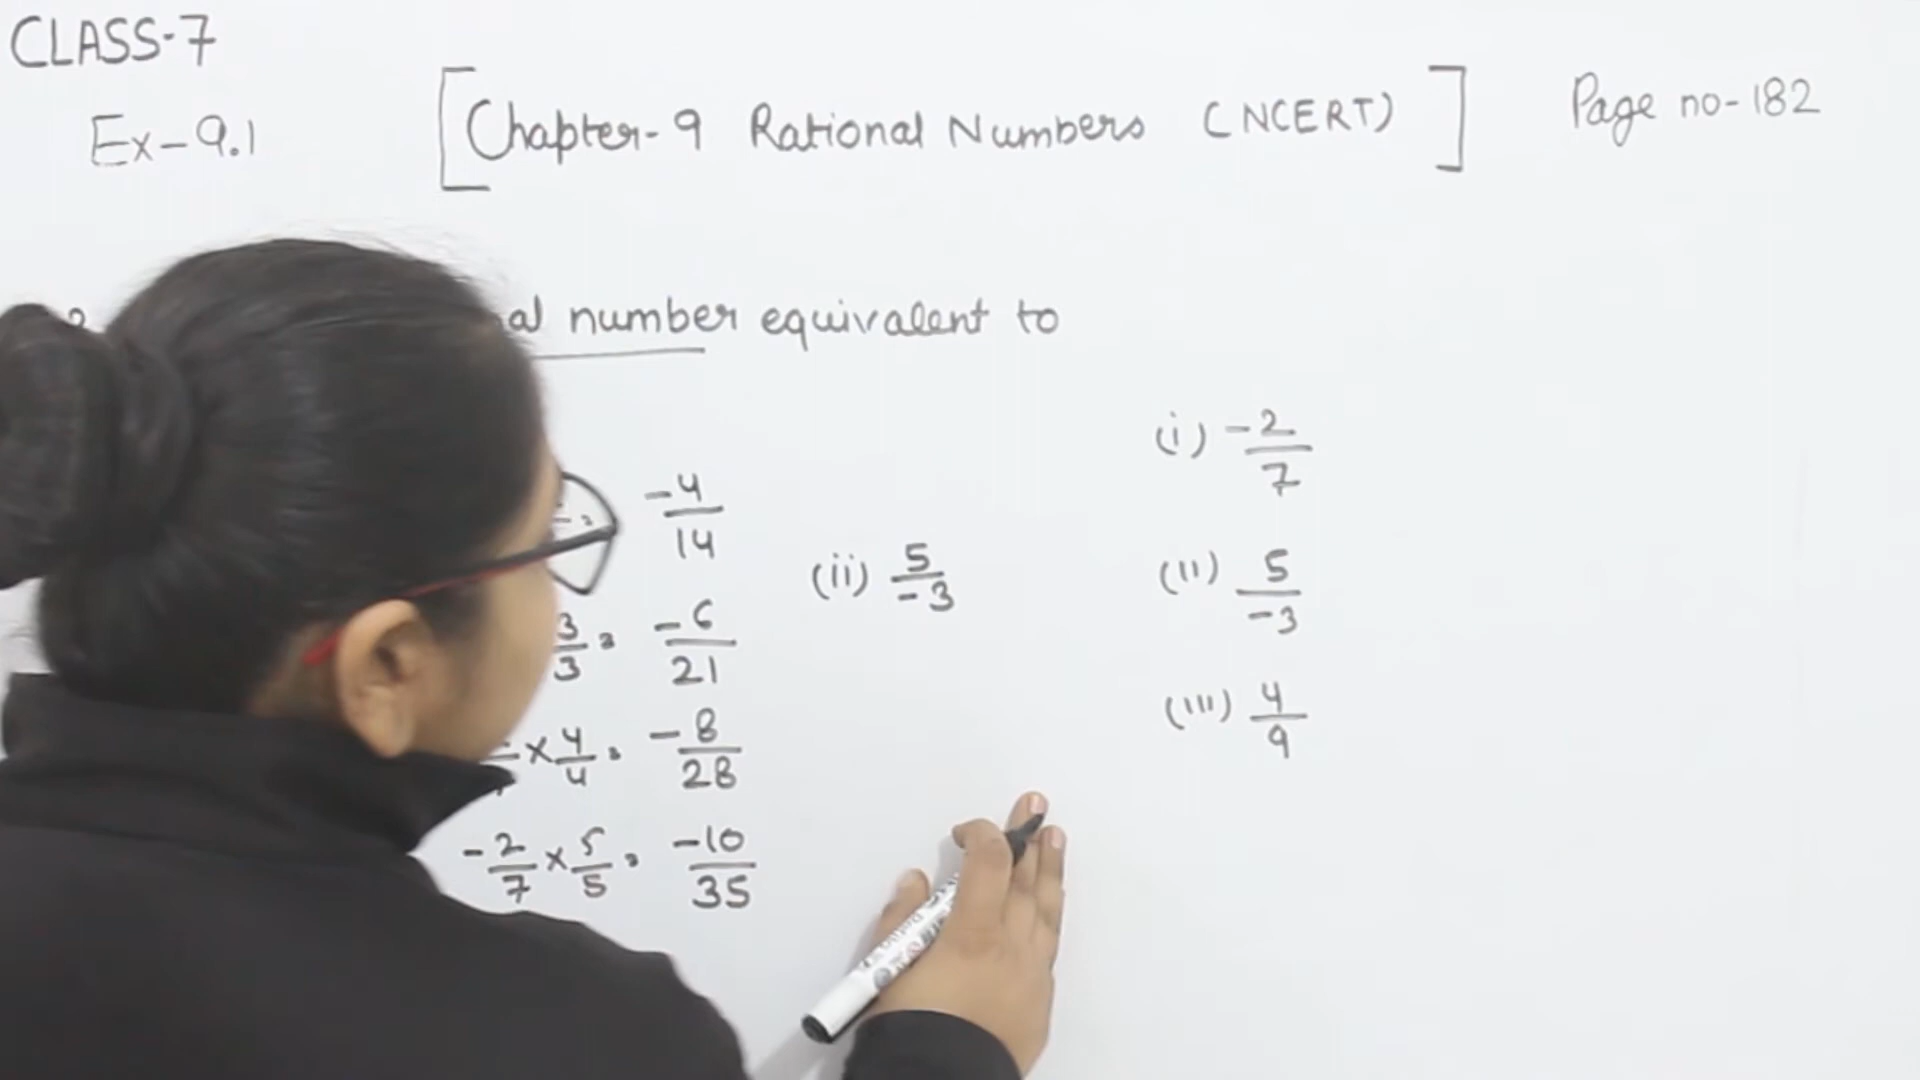 CLASS-7
Ex-9.1 [Chapter-9 Rational Numbers (NCERT)] Page no-182
number equivalent to
(i) -2/7
-4/14
(ii) 5/-3
(ii) 5/-3
3/3 = -6/21
(iii) 4/9
× 4/4 = -8/28
-2/7 × 5/5 = -10/35